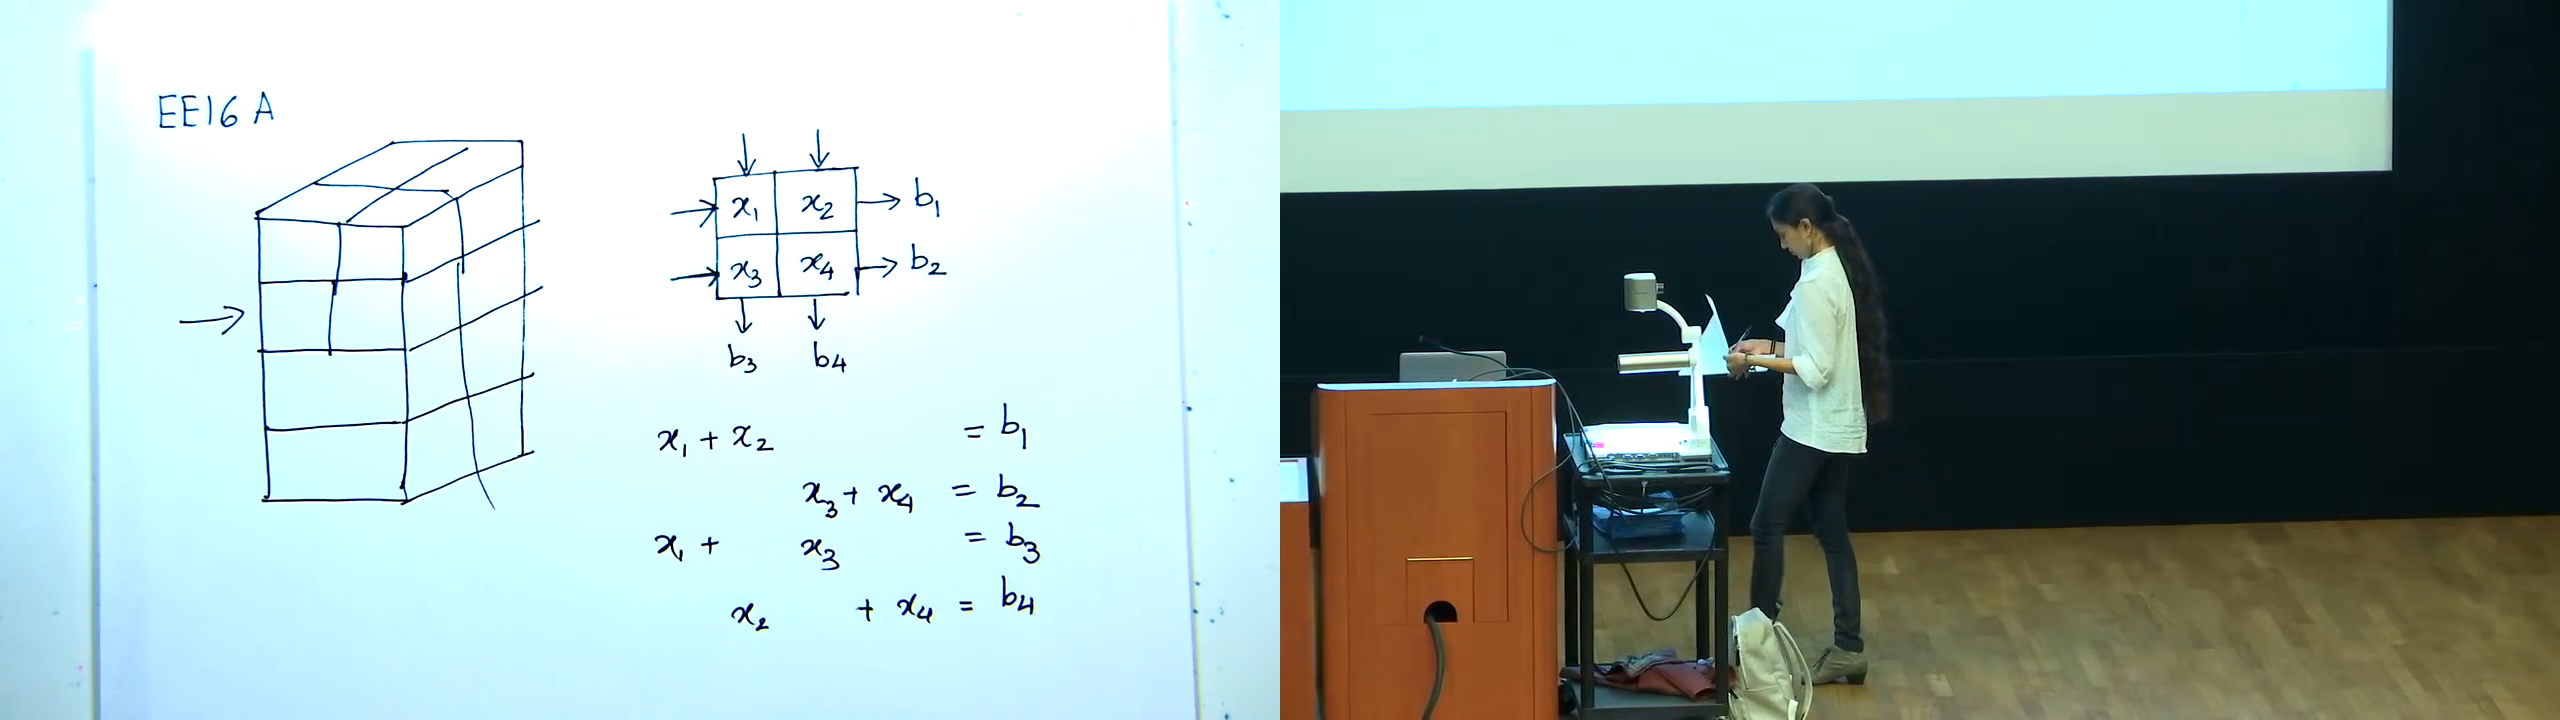 EE16A
x₁ x₂ → b₁
x₃ x₄ → b₂
b₃ b₄
x₁ + x₂ = b₁
x₃ + x₄ = b₂
x₁ + x₃ = b₃
x₂ + x₄ = b₄